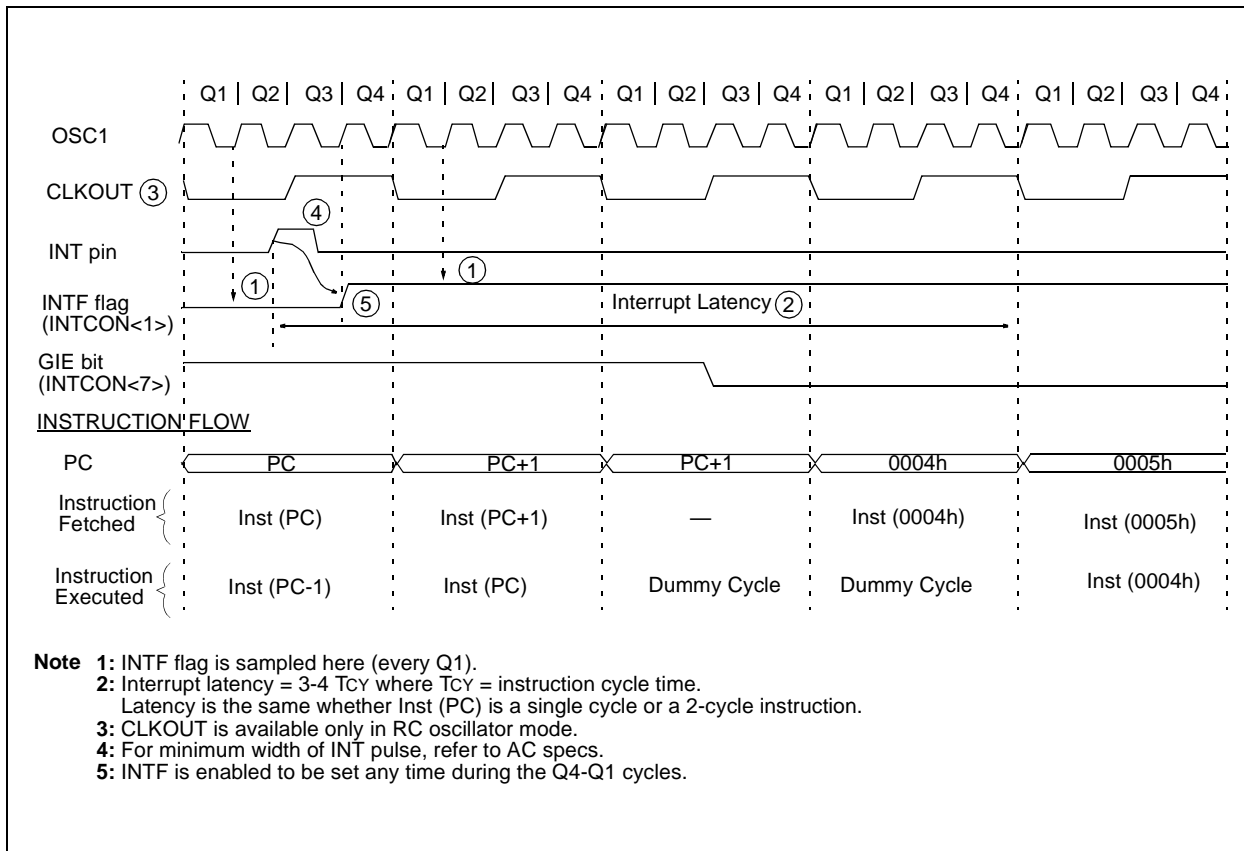 Q1 | Q2 | Q3 | Q4 Q1 | Q2 | Q3 | Q4 Q1 | Q2 | Q3 | Q4 Q1 | Q2 | Q3 | Q4 Q1 | Q2 | Q3 | Q4
OSC1
CLKOUT 3
4
INT pin
1 1
INTF flag
(INTCON<1>)
5
Interrupt Latency 2
GIE bit
(INTCON<7>)
INSTRUCTION FLOW
PC PC PC+1 PC+1 0004h 0005h
Instruction
Fetched
Inst (PC) Inst (PC+1) — Inst (0004h) Inst (0005h)
Instruction
Executed
Inst (PC-1) Inst (PC) Dummy Cycle Dummy Cycle Inst (0004h)
Note 1: INTF flag is sampled here (every Q1).
2: Interrupt latency = 3-4 TCY where TCY = instruction cycle time.
Latency is the same whether Inst (PC) is a single cycle or a 2-cycle instruction.
3: CLKOUT is available only in RC oscillator mode.
4: For minimum width of INT pulse, refer to AC specs.
5: INTF is enabled to be set any time during the Q4-Q1 cycles.